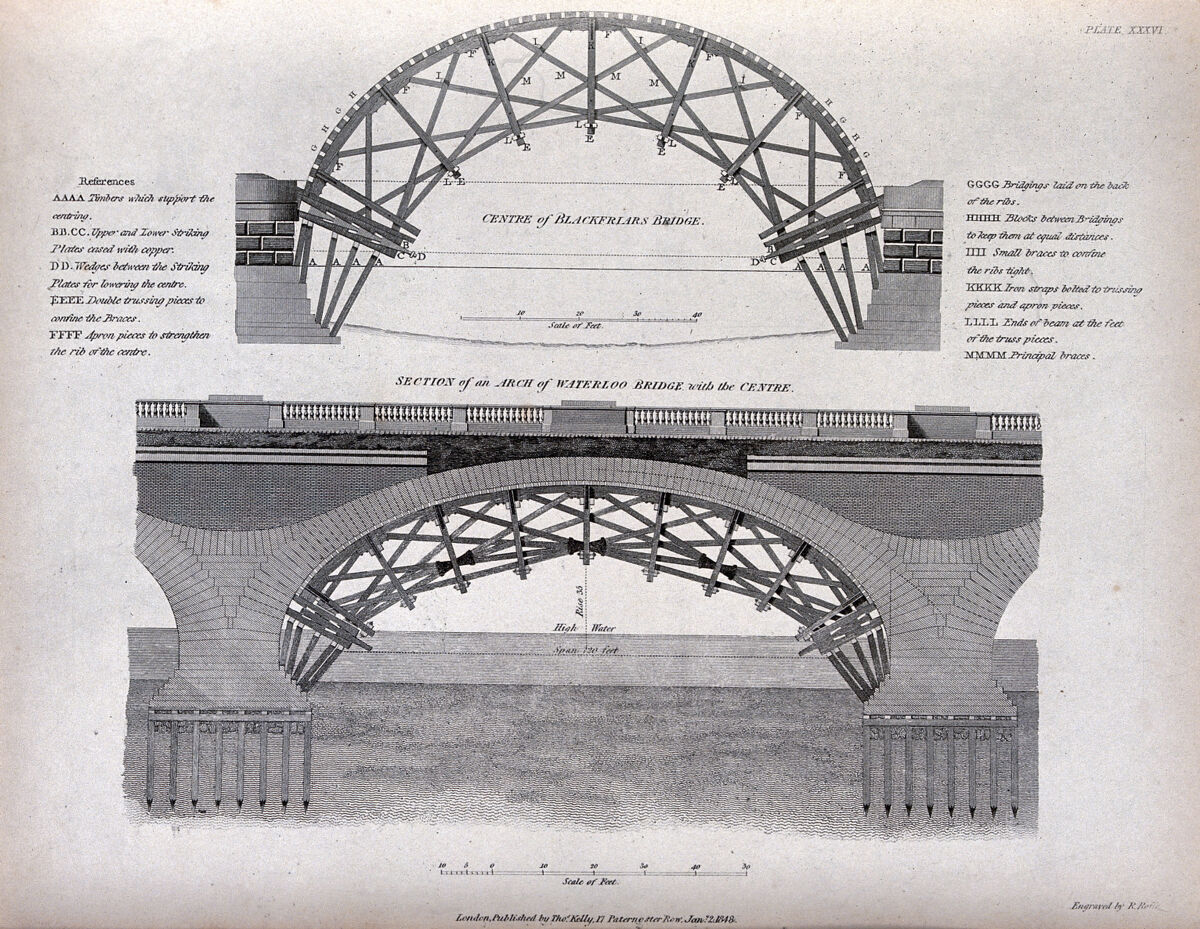 PLATE XXXVI.
G H G H F I K F L I M M K F I M M L I K F I F H G H G
L E L E L E E L E L
CENTRE of BLACKFRIARS BRIDGE.
B C D A A A A
D C B A A A A
10 20 30 40
Scale of Feet.
References
AAAA Timbers which support the
centring.
BB.CC. Upper and Lower Striking
Plates cased with copper.
DD. Wedges between the Striking
Plates for lowering the centre.
EEEE Double trussing pieces to
confine the Braces.
FFFF Apron pieces to strengthen
the rib of the centre.
GGGG Bridgings laid on the back
of the ribs.
HHHH Blocks between Bridgings
to keep them at equal distances.
IIII Small braces to confine
the ribs tight.
KKKK Iron straps bolted to trussing
pieces and apron pieces.
LLLL Ends of beam at the feet
of the truss pieces.
MMMM Principal braces.
SECTION of an ARCH of WATERLOO BRIDGE with the CENTRE.
Rise 35
High Water
Span 120 feet
10 5 0 10 20 30 40 50
Scale of Feet.
London, Published by Thos. Kelly, 17 Paternoster Row, Jany. 2. 1848.
Engraved by R.